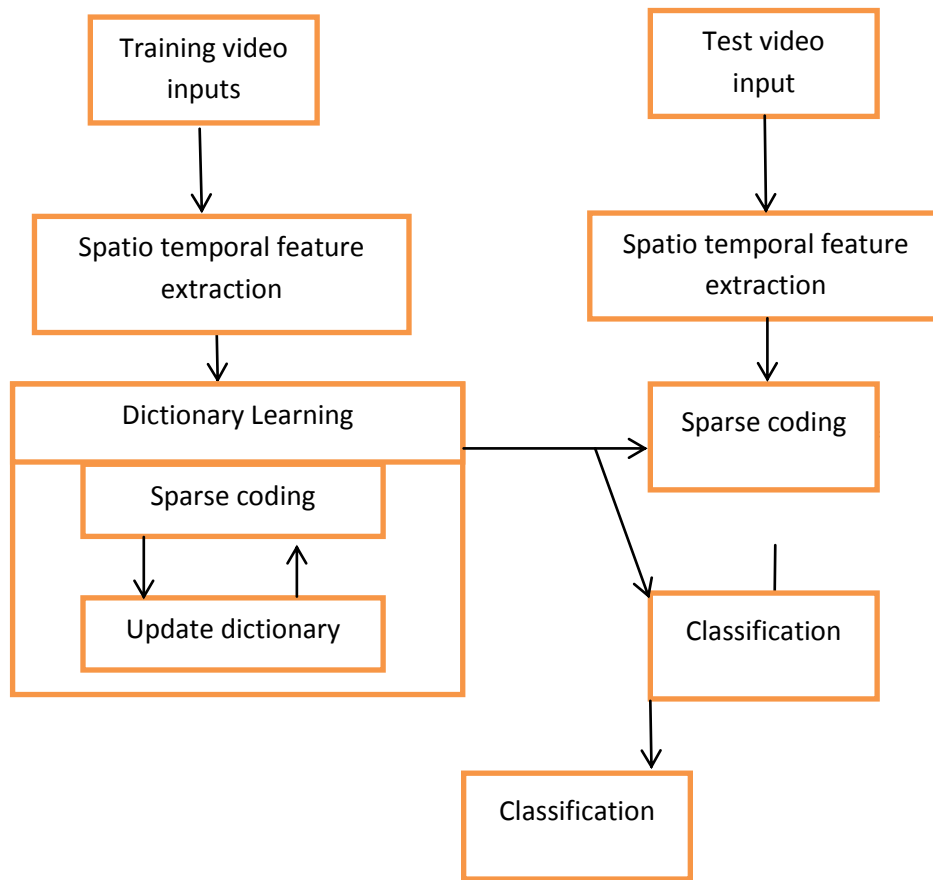 Training video
inputs
Test video
input
Spatio temporal feature
extraction
Spatio temporal feature
extraction
Dictionary Learning
Sparse coding
Sparse coding
Update dictionary
Classification
Classification